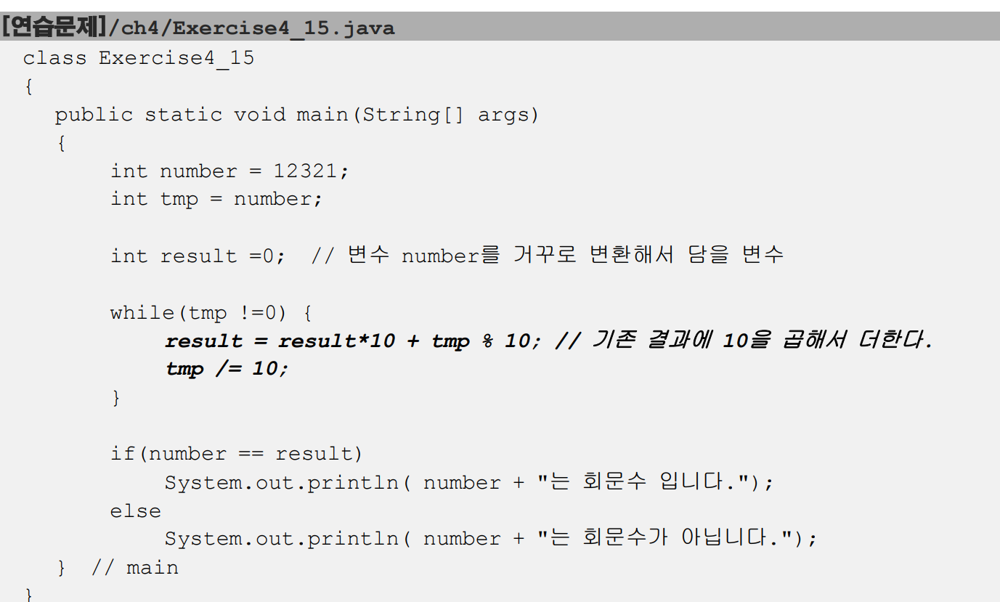 [연습문제]/ch4/Exercise4_15.java
class Exercise4_15
{
public static void main(String[] args)
{
int number = 12321;
int tmp = number;
int result =0; // 변수 number를 거꾸로 변환해서 담을 변수
while(tmp !=0) {
result = result*10 + tmp % 10; // 기존 결과에 10을 곱해서 더한다.
tmp /= 10;
}
if(number == result)
System.out.println( number + "는 회문수 입니다.");
else
System.out.println( number + "는 회문수가 아닙니다.");
} // main
}